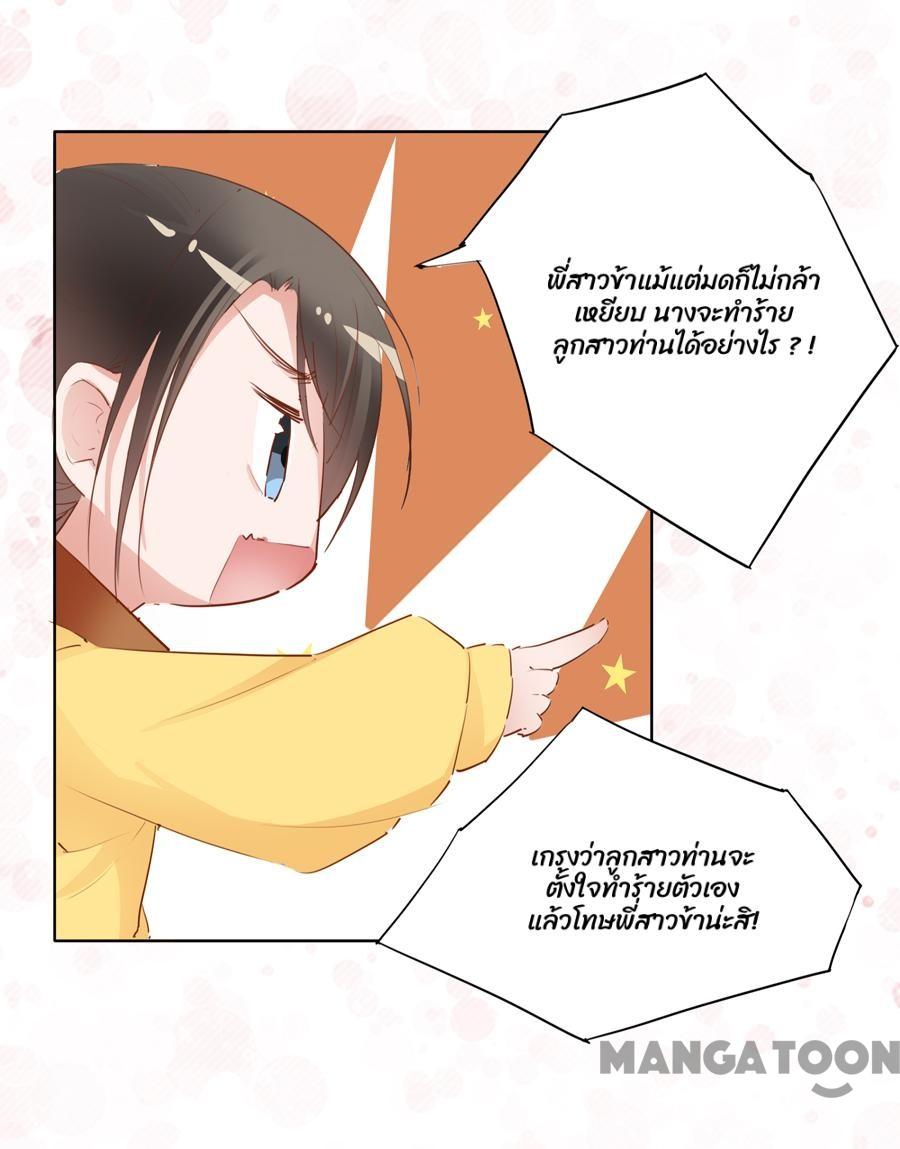 พี่สาวข้าแม้แต่มดก็ไม่กล้า
เหยียบ นางจะทำร้าย
ลูกสาวท่านได้อย่างไร ? !
เกรงว่าลูกสาวท่านจะ
ตั้งใจทำร้ายตัวเอง
แล้วโทษพี่สาวข้าน่ะสิ!
MANGATOON